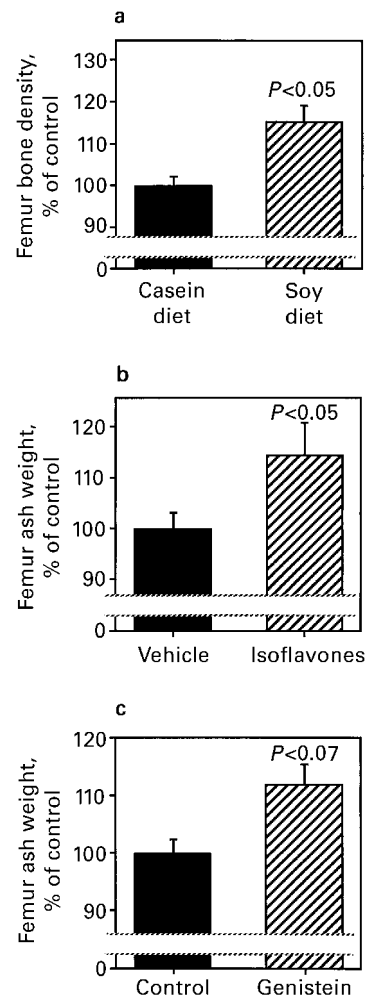 a
Femur bone density,
% of control
130
120
110
100
90
0
P<0.05
Casein
diet
Soy
diet
b
Femur ash weight,
% of control
120
110
100
90
0
P<0.05
Vehicle
Isoflavones
c
Femur ash weight,
% of control
120
110
100
90
0
P<0.07
Control
Genistein